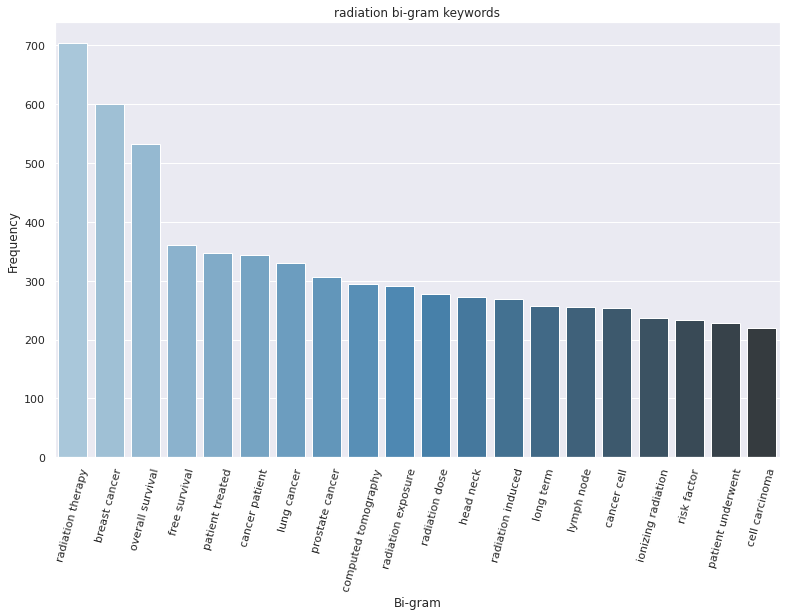 radiation bi-gram keywords
700
600
500
400
300
200
100
0
Frequency
radiation therapy
breast cancer
overall survival
free survival
patient treated
cancer patient
lung cancer
prostate cancer
computed tomography
radiation exposure
radiation dose
head neck
radiation induced
long term
lymph node
cancer cell
ionizing radiation
risk factor
patient underwent
cell carcinoma
Bi-gram